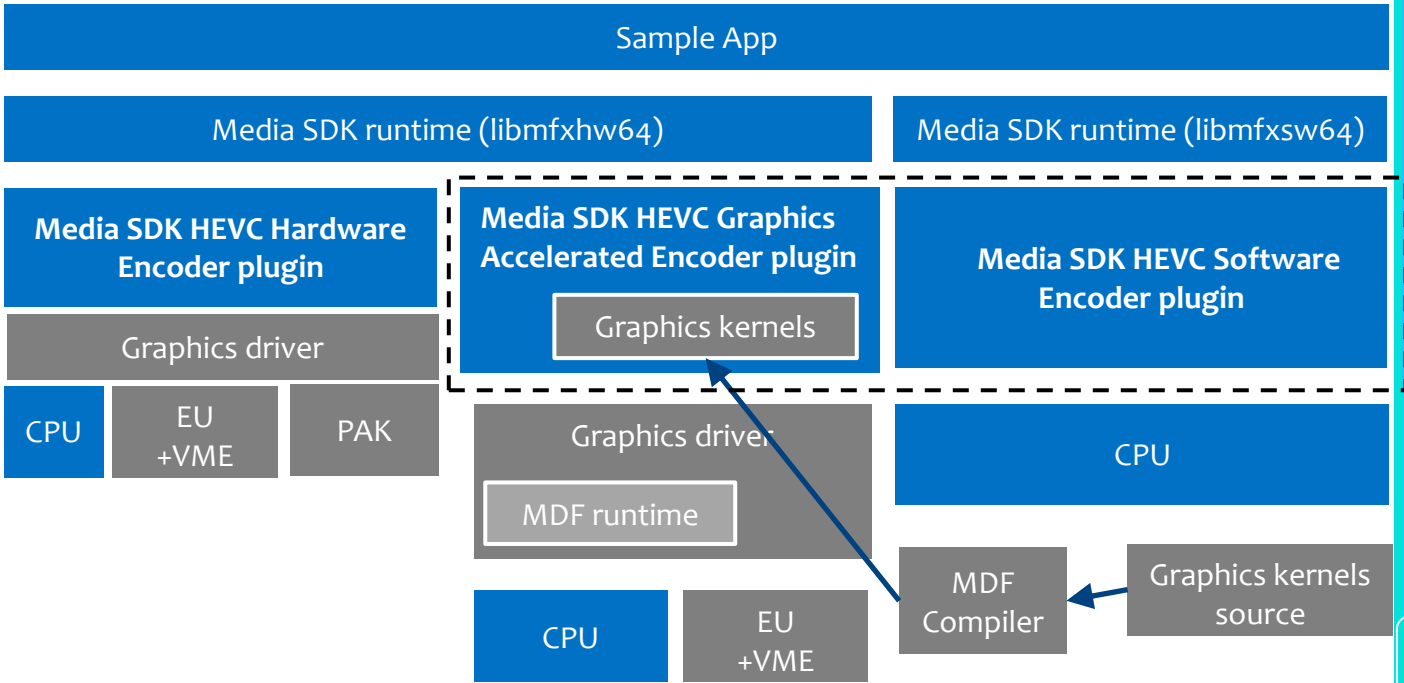 Sample App
Media SDK runtime (libmfxhw64)
Media SDK runtime (libmfxsw64)
Media SDK HEVC Hardware
Encoder plugin
Media SDK HEVC Graphics
Accelerated Encoder plugin
Graphics kernels
Media SDK HEVC Software
Encoder plugin
Graphics driver
CPU
EU
+VME
PAK
Graphics driver
MDF runtime
CPU
CPU
EU
+VME
MDF
Compiler
Graphics kernels
source